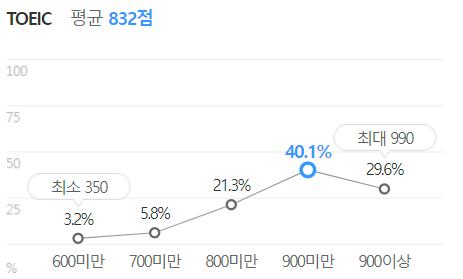 TOEIC 평균 832점
100
75
50
25
%
최소 350
최대 990
3.2%
5.8%
21.3%
40.1%
29.6%
600미만
700미만
800미만
900미만
900이상